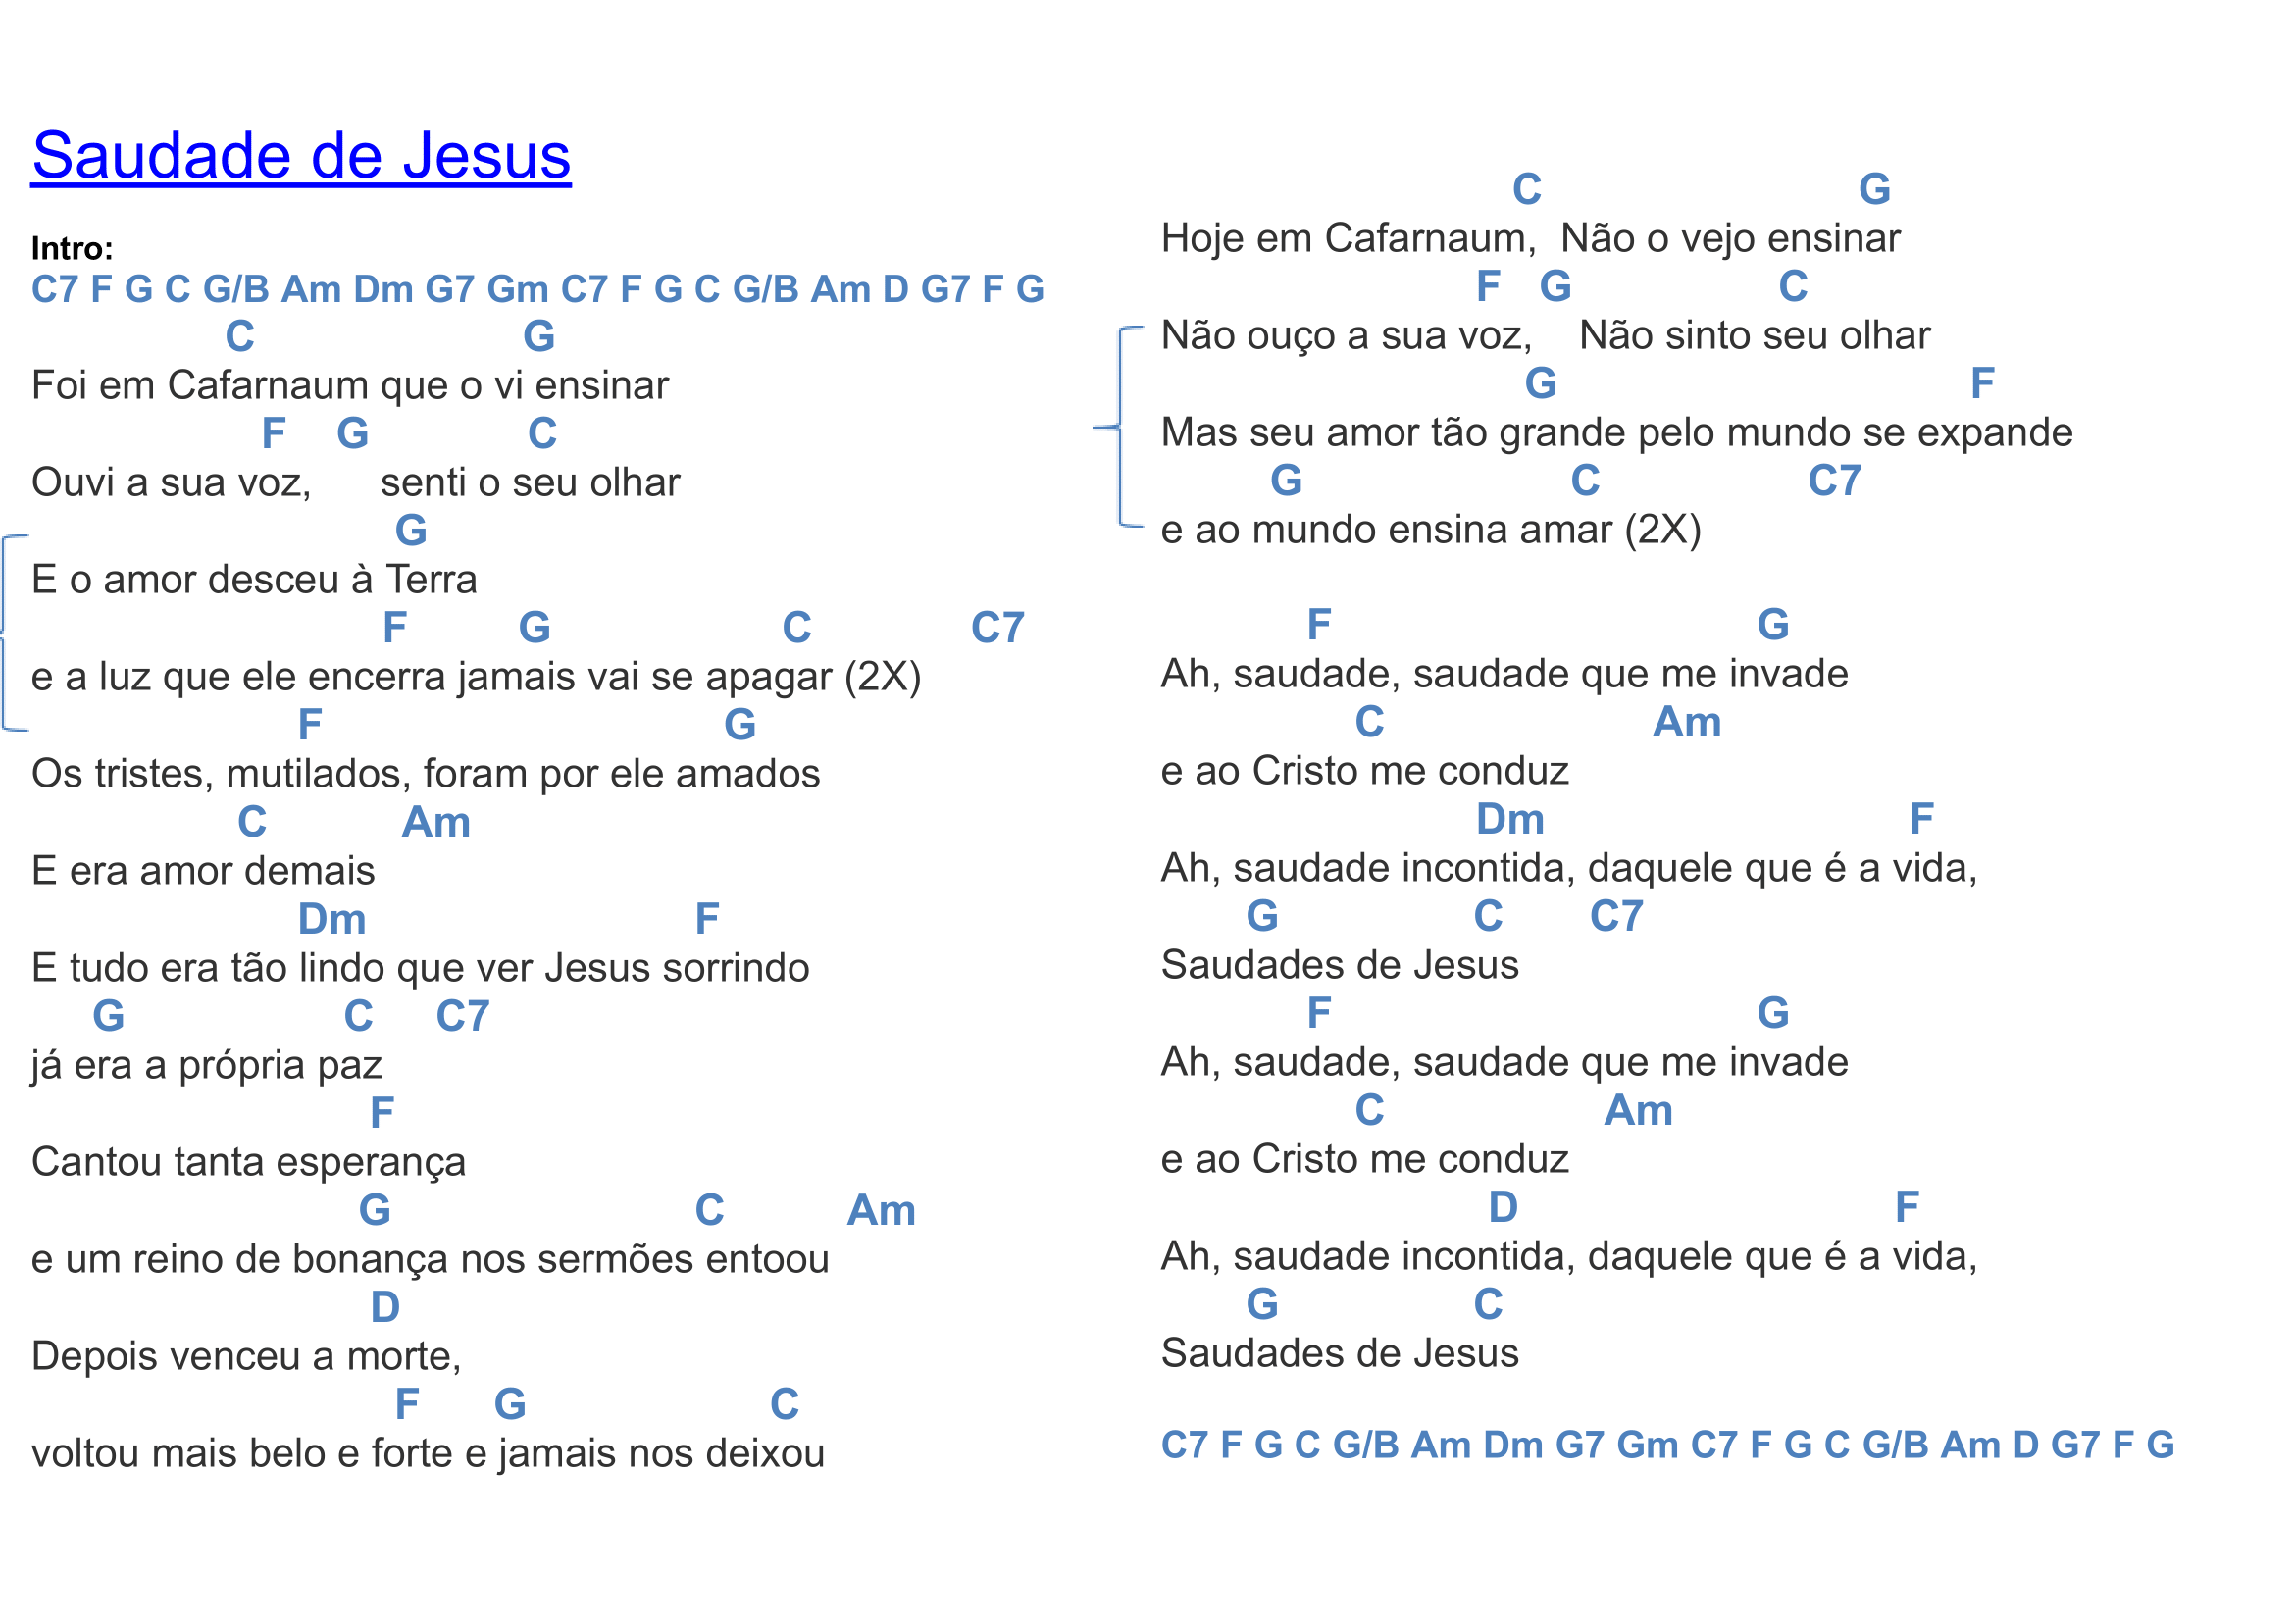 Saudade de Jesus
Intro:
C7 F G C G/B Am Dm G7 Gm C7 F G C G/B Am D G7 F G
C G
Foi em Cafarnaum que o vi ensinar
F G C
Ouvi a sua voz, senti o seu olhar
G
E o amor desceu à Terra
F G C C7
e a luz que ele encerra jamais vai se apagar (2X)
F G
Os tristes, mutilados, foram por ele amados
C Am
E era amor demais
Dm F
E tudo era tão lindo que ver Jesus sorrindo
G C C7
já era a própria paz
F
Cantou tanta esperança
G C Am
e um reino de bonança nos sermões entoou
D
Depois venceu a morte,
F G C
voltou mais belo e forte e jamais nos deixou
C G
Hoje em Cafarnaum, Não o vejo ensinar
F G C
Não ouço a sua voz, Não sinto seu olhar
G F
Mas seu amor tão grande pelo mundo se expande
G C C7
e ao mundo ensina amar (2X)
F G
Ah, saudade, saudade que me invade
C Am
e ao Cristo me conduz
Dm F
Ah, saudade incontida, daquele que é a vida,
G C C7
Saudades de Jesus
F G
Ah, saudade, saudade que me invade
C Am
e ao Cristo me conduz
D F
Ah, saudade incontida, daquele que é a vida,
G C
Saudades de Jesus
C7 F G C G/B Am Dm G7 Gm C7 F G C G/B Am D G7 F G